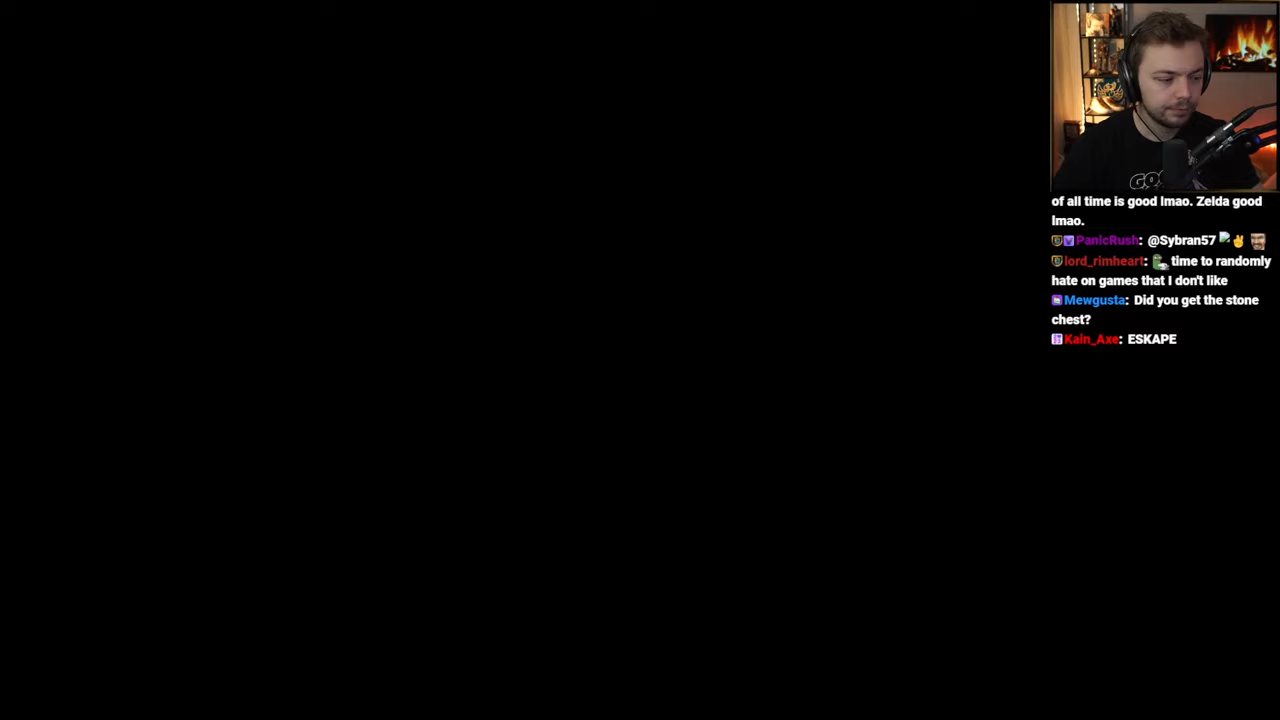 GO
of all time is good lmao. Zelda good
lmao.
PanicRush: @Sybran57
lord_rimheart: time to randomly
hate on games that I don't like
Mewgusta: Did you get the stone
chest?
Kain_Axe: ESKAPE